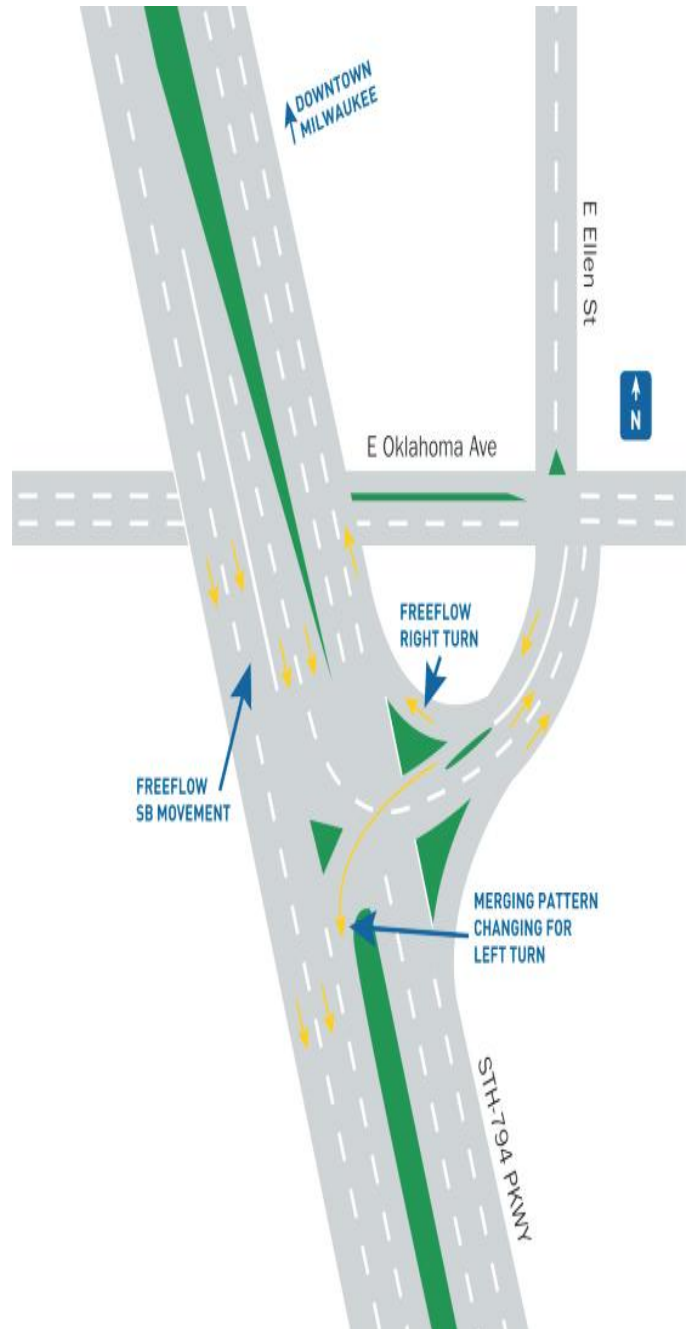 DOWNTOWN
MILWAUKEE
E Ellen St
N
E Oklahoma Ave
FREEFLOW
RIGHT TURN
FREEFLOW
SB MOVEMENT
MERGING PATTERN
CHANGING FOR
LEFT TURN
STH-794 PKWY